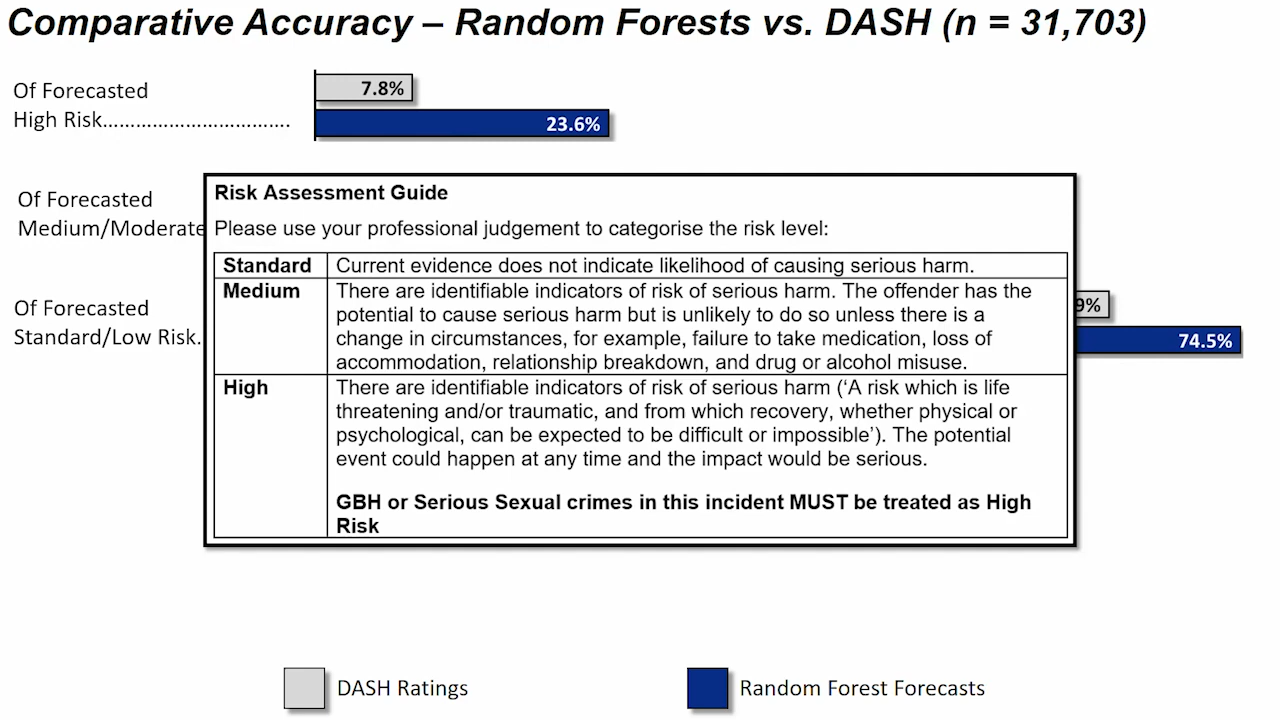 Comparative Accuracy – Random Forests vs. DASH (n = 31,703)
Of Forecasted
High Risk…………………………….
7.8%
23.6%
Of Forecasted
Medium/Moderate
Of Forecasted
Standard/Low Risk.
9%
74.5%
Risk Assessment Guide
Please use your professional judgement to categorise the risk level:
Standard
Current evidence does not indicate likelihood of causing serious harm.
Medium
There are identifiable indicators of risk of serious harm. The offender has the
potential to cause serious harm but is unlikely to do so unless there is a
change in circumstances, for example, failure to take medication, loss of
accommodation, relationship breakdown, and drug or alcohol misuse.
High
There are identifiable indicators of risk of serious harm (‘A risk which is life
threatening and/or traumatic, and from which recovery, whether physical or
psychological, can be expected to be difficult or impossible’). The potential
event could happen at any time and the impact would be serious.
GBH or Serious Sexual crimes in this incident MUST be treated as High
Risk
DASH Ratings
Random Forest Forecasts